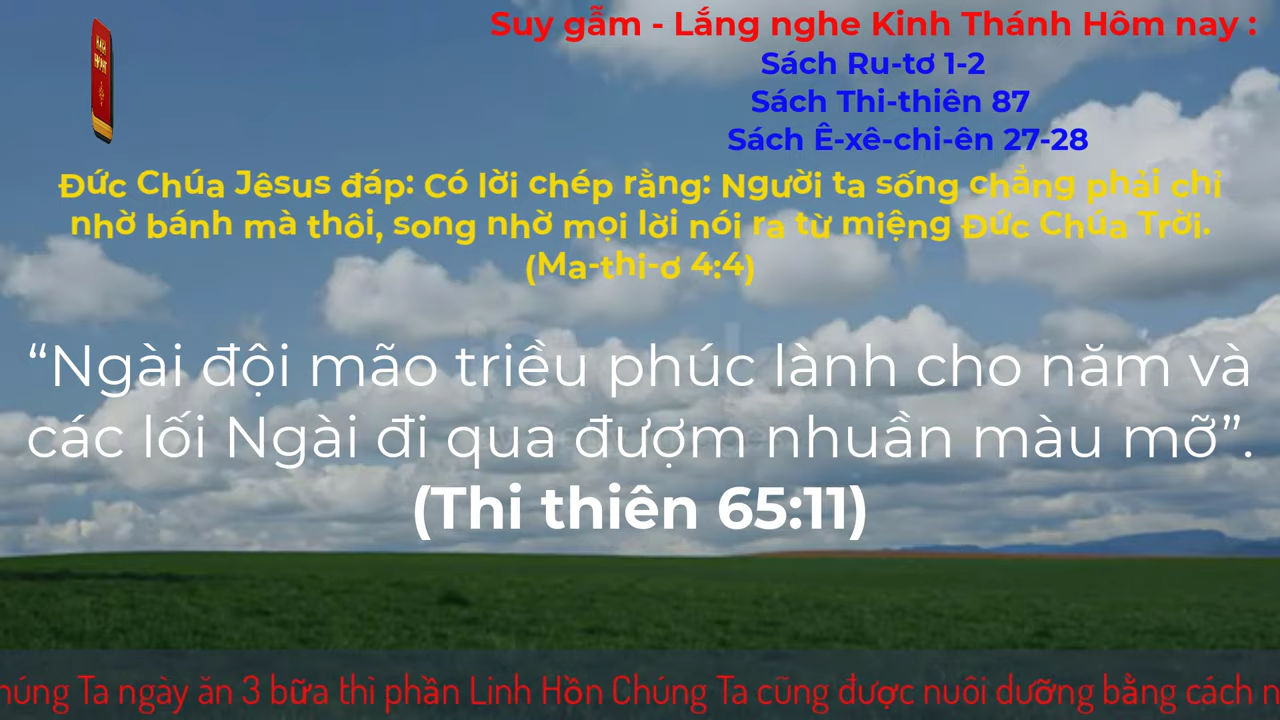 Suy gẫm - Lắng nghe Kinh Thánh Hôm nay :
Sách Ru-tơ 1-2
Sách Thi-thiên 87
Sách Ê-xê-chi-ên 27-28
Đức Chúa Jêsus đáp: Có lời chép rằng: Người ta sống chẳng phải chỉ
nhờ bánh mà thôi, song nhờ mọi lời nói ra từ miệng Đức Chúa Trời.
(Ma-thi-ơ 4:4)
“Ngài đội mão triều phúc lành cho năm và
các lối Ngài đi qua đượm nhuần màu mỡ”.
(Thi thiên 65:11)
Ta ngày ăn 3 bữa thì phần Linh Hồn Chúng Ta cũng được nuôi dưỡng bằng cách